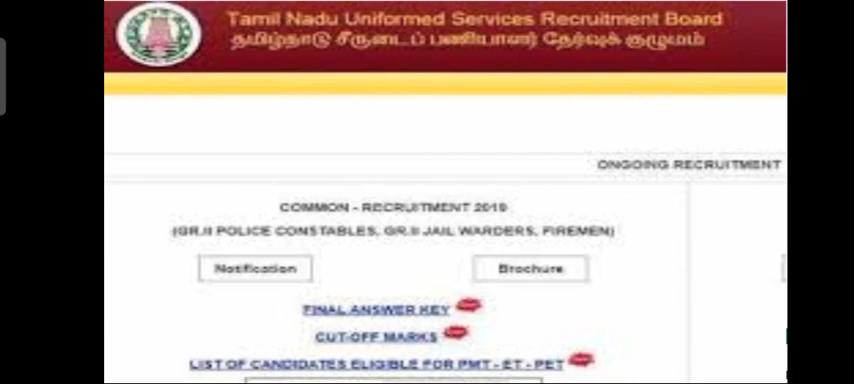 Tamil Nadu Uniformed Services Recruitment Board
தமிழ்நாடு சீருடைப் பணியாளர் தேர்வுக் குழுமம்
ONGOING RECRUITMENT
COMMON - RECRUITMENT 2019
(GR.II POLICE CONSTABLES, GR.II JAIL WARDERS, FIREMEN)
Notification Brochure
FINAL ANSWER KEY
CUT-OFF MARKS
LIST OF CANDIDATES ELIGIBLE FOR PMT - ET - PET